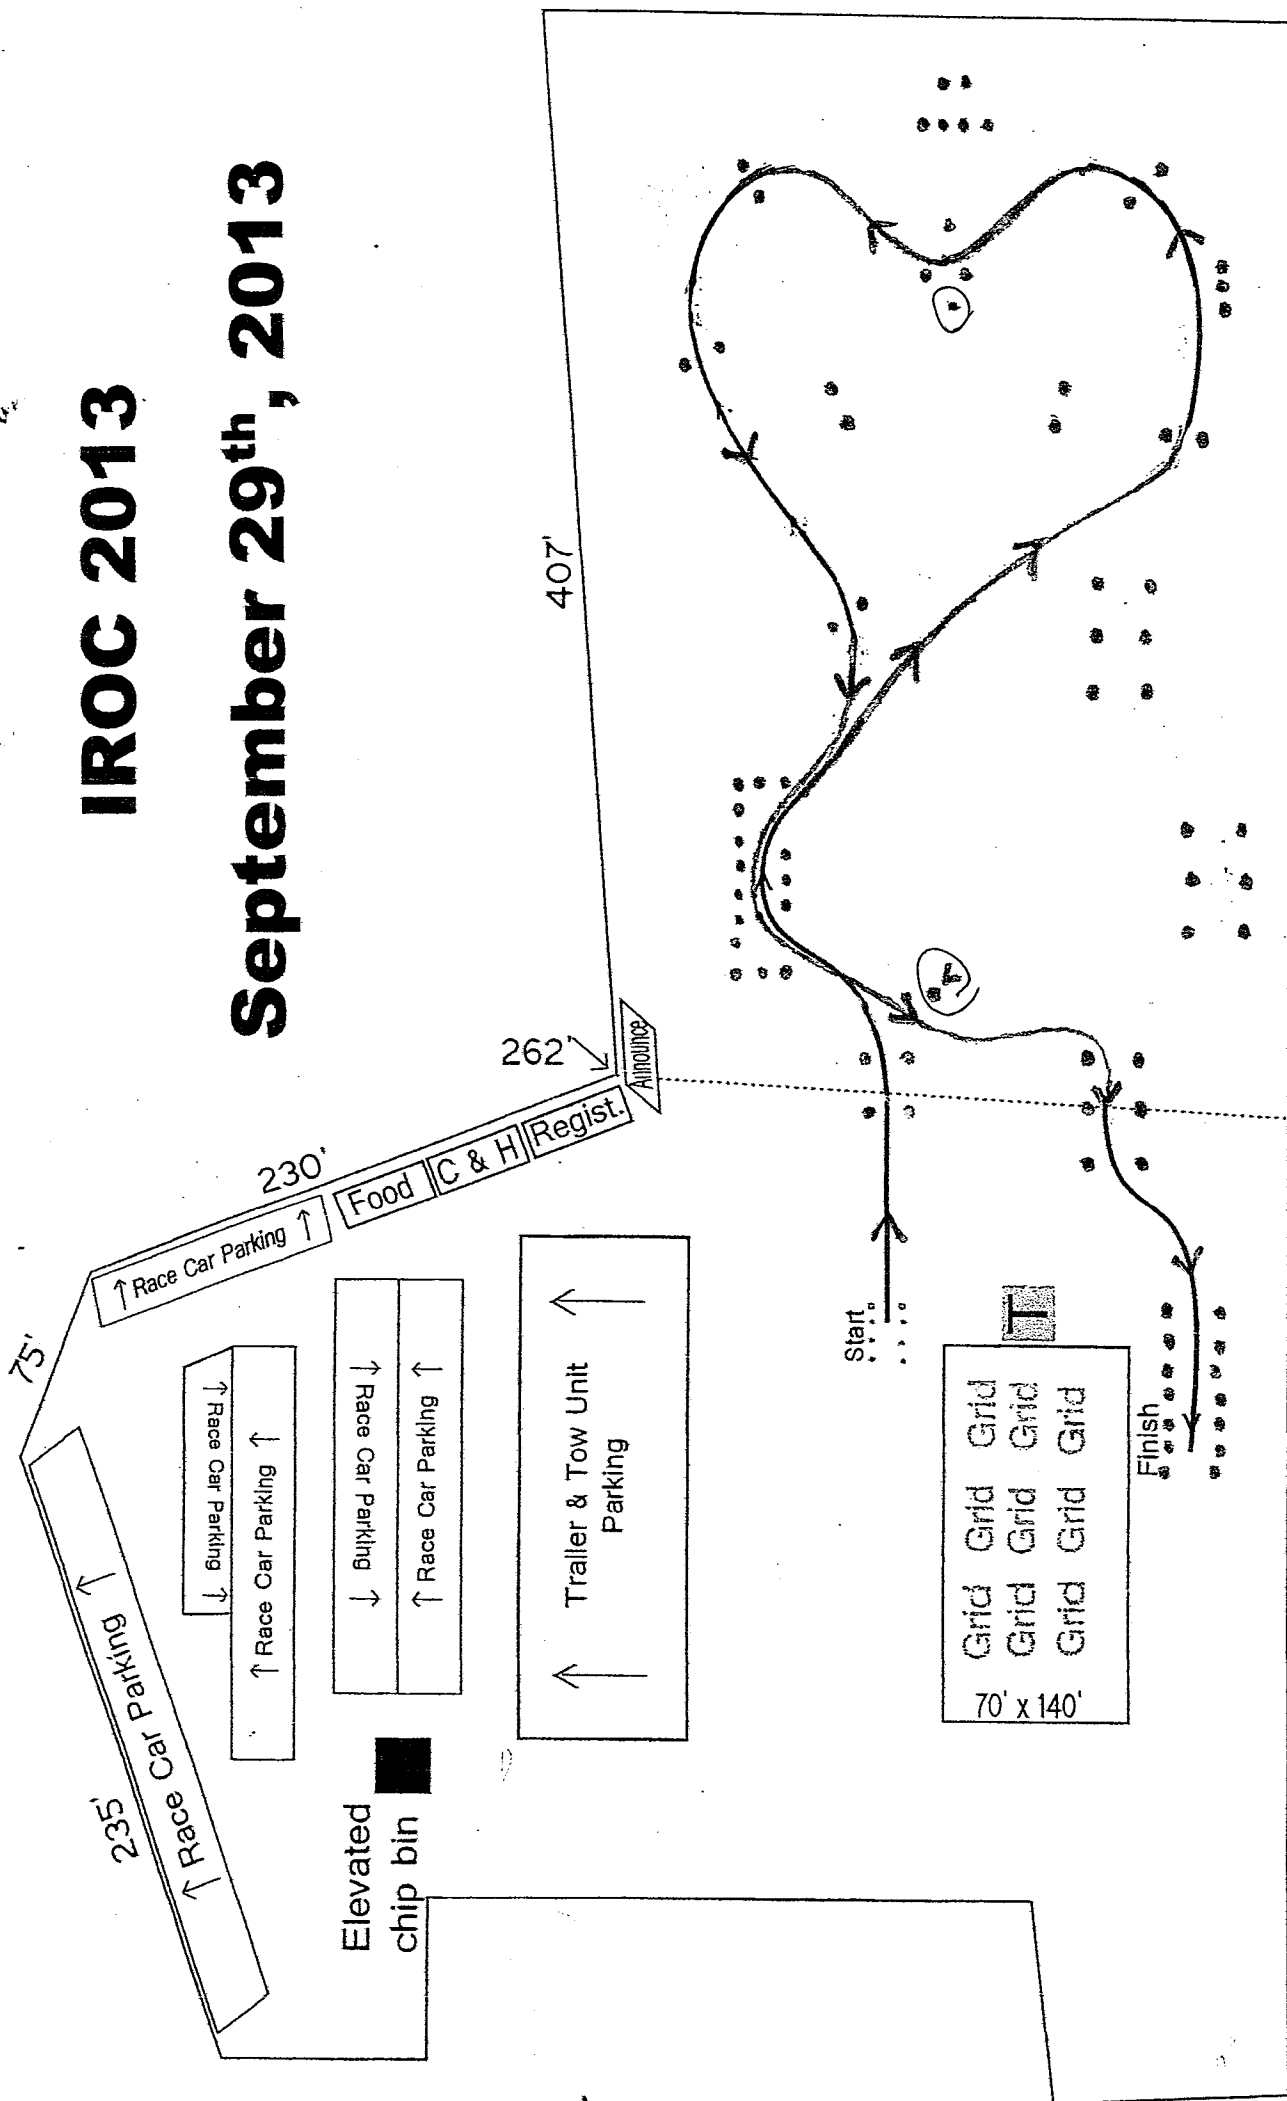 IROC 2013
September 29th, 2013
407'
262'
Announce
Regist.
C & H
Food
230'
↑ Race Car Parking ↑
75'
↑ Race Car Parking ↑
235'
↑ Race Car Parking ↑
↑ Race Car Parking ↑
↑ Race Car Parking ↑
↑ Race Car Parking ↑
Trailer & Tow Unit
Parking
Elevated
chip bin
Start
T
Grid Grid Grid
Grid Grid Grid
Grid Grid Grid
70' x 140'
Finish